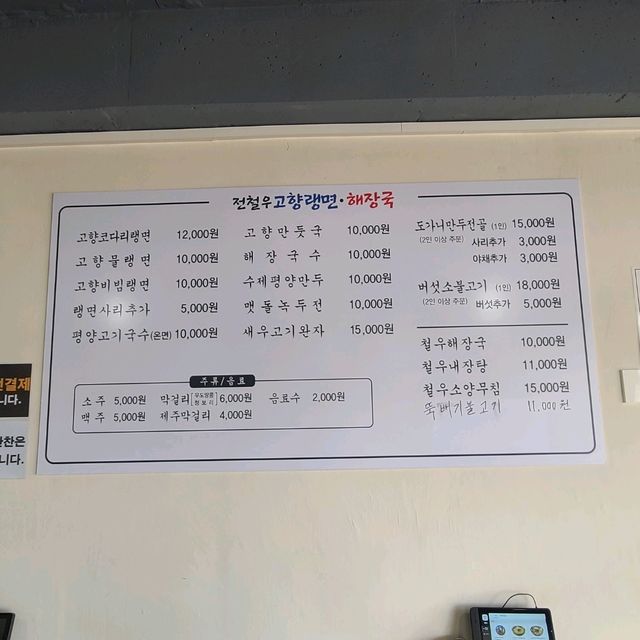 전철우고향랭면·해장국
고향코다리랭면 12,000원
고향물랭면 10,000원
고향비빔랭면 10,000원
랭면사리추가 5,000원
평양고기국수(온면) 10,000원
고향만둣국 10,000원
해장국수 10,000원
수제평양만두 10,000원
맷돌녹두전 10,000원
새우고기완자 15,000원
도가니만두전골 (1인) 15,000원
(2인 이상 주문) 사리추가 3,000원
야채추가 3,000원
버섯소불고기 (1인) 18,000원
(2인 이상 주문) 버섯추가 5,000원
철우해장국 10,000원
철우내장탕 11,000원
철우소양무침 15,000원
뚝배기불고기 11.000원
주류/음료
소주 5,000원 막걸리 6,000원 음료수 2,000원
맥주 5,000원 제주막걸리 4,000원
결제
니다.
찬은
니다.